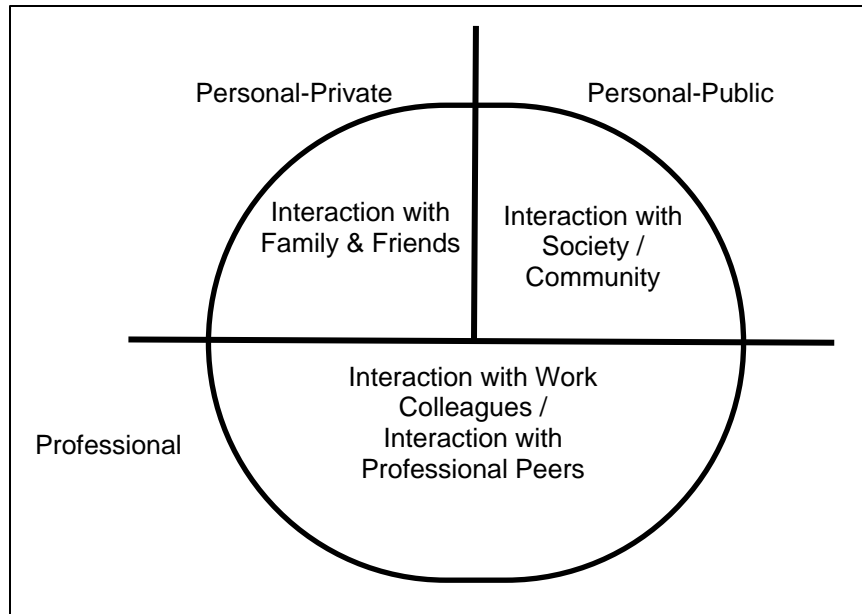 Personal-Private
Personal-Public
Interaction with
Family & Friends
Interaction with
Society /
Community
Interaction with Work
Colleagues /
Interaction with
Professional Peers
Professional